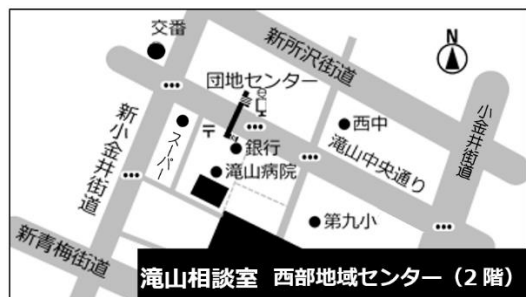 交番
新所沢街道
N
団地センター
小金井街道
新小金井街道
スーパー
〒
銀行
西中
滝山中央通り
滝山病院
第九小
新青梅街道
滝山相談室 西部地域センター（2階）